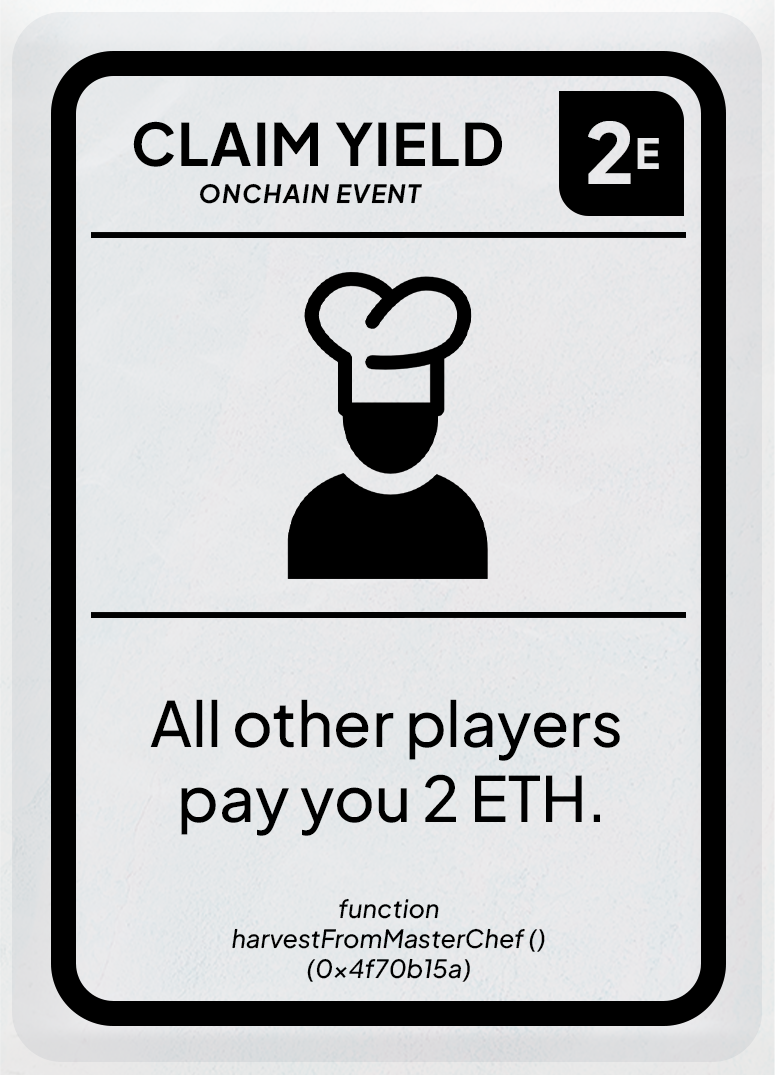 CLAIM YIELD
2E
ONCHAIN EVENT
All other players
pay you 2 ETH.
function
harvestFromMasterChef ()
(0x4f70b15a)